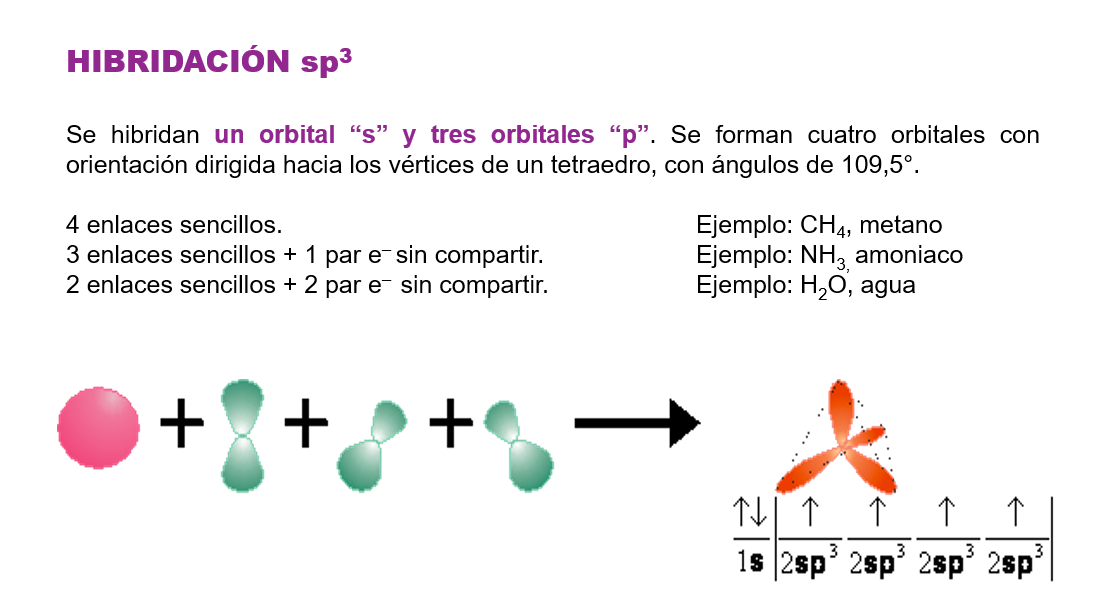 HIBRIDACIÓN sp³
Se hibridan un orbital “s” y tres orbitales “p”. Se forman cuatro orbitales con
orientación dirigida hacia los vértices de un tetraedro, con ángulos de 109,5°.
4 enlaces sencillos. Ejemplo: CH₄, metano
3 enlaces sencillos + 1 par e⁻ sin compartir. Ejemplo: NH₃, amoniaco
2 enlaces sencillos + 2 par e⁻ sin compartir. Ejemplo: H₂O, agua
+ + + →
↑↓ ↑ ↑ ↑ ↑
1s 2sp³ 2sp³ 2sp³ 2sp³